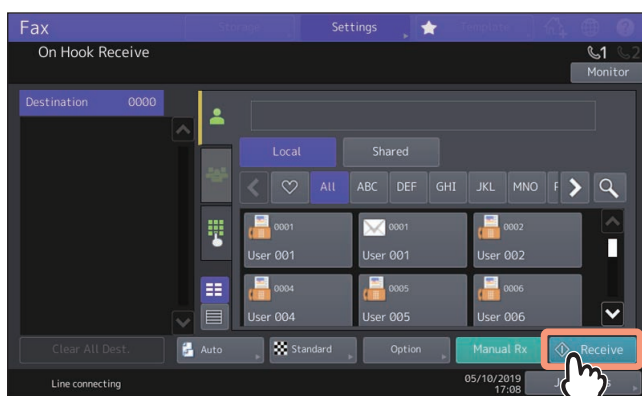 Fax
Settings
On Hook Receive
1 2
Monitor
Destination 0000
Local Shared
All ABC DEF GHI JKL MNO
0001 0001 0002
User 001 User 001 User 002
0004 0005 0006
User 004 User 005 User 006
Clear All Dest. Auto Standard Option Manual Rx Receive
Line connecting
05/10/2019
17:08